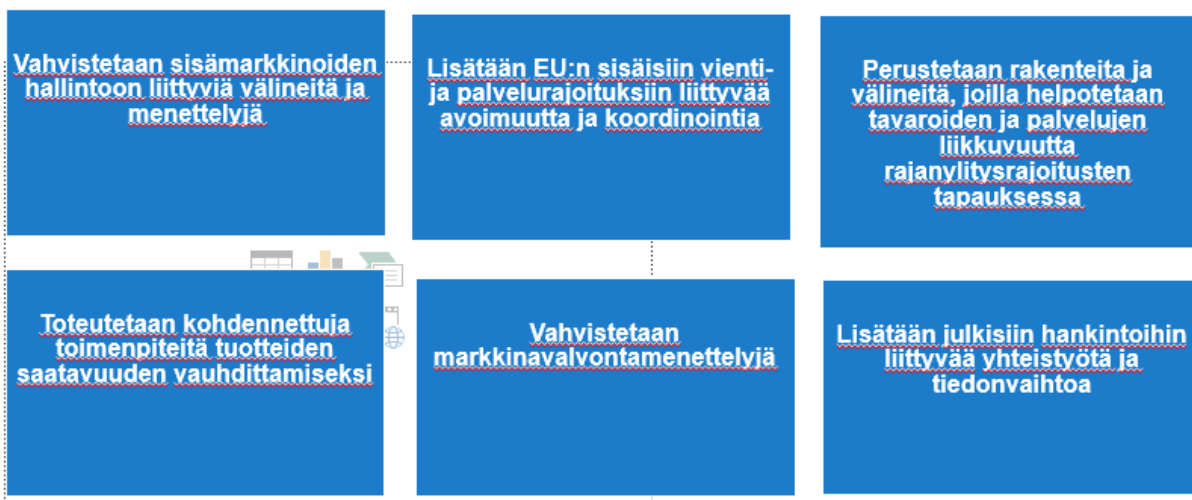 Vahvistetaan sisämarkkinoiden
hallintoon liittyviä välineitä ja
menettelyjä
Lisätään EU:n sisäisiin vienti-
ja palvelurajoituksiin liittyvää
avoimuutta ja koordinointia
Perustetaan rakenteita ja
välineitä, joilla helpotetaan
tavaroiden ja palvelujen
liikkuvuutta
rajanylitysrajoitusten
tapauksessa
Toteutetaan kohdennettuja
toimenpiteitä tuotteiden
saatavuuden vauhdittamiseksi
Vahvistetaan
markkinavalvontamenettelyjä
Lisätään julkisiin hankintoihin
liittyvää yhteistyötä ja
tiedonvaihtoa